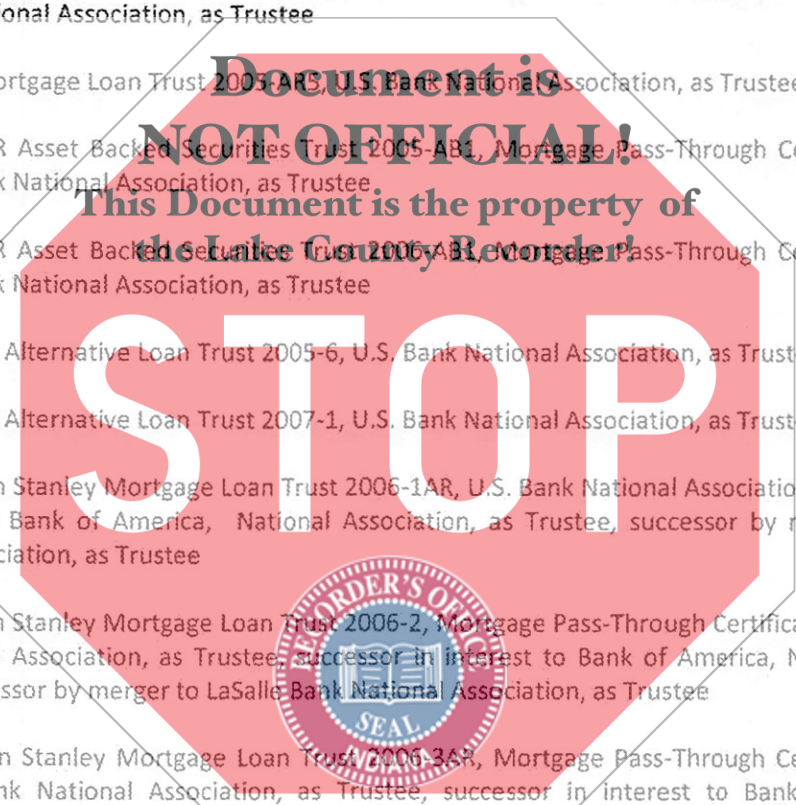 ional Association, as Trustee
Document is
ortgage Loan Trust 2005-AR5, U.S. Bank National Association, as Trustee
NOT OFFICIAL!
R Asset Backed Securities Trust 2005-AB1, Mortgage Pass-Through Ce
k National Association, as Trustee
This Document is the property of
the Lake County Recorder!
R Asset Backed Securities Trust 2006-AB1, Mortgage Pass-Through Ce
k National Association, as Trustee
STOP
Alternative Loan Trust 2005-6, U.S. Bank National Association, as Trust
Alternative Loan Trust 2007-1, U.S. Bank National Association, as Trust
n Stanley Mortgage Loan Trust 2006-1AR, U.S. Bank National Associatio
Bank of America, National Association, as Trustee, successor by
ciation, as Trustee
n Stanley Mortgage Loan Trust 2006-2, Mortgage Pass-Through Certifica
Association, as Trustee, successor in interest to Bank of America, N
ssor by merger to LaSalle Bank National Association, as Trustee
RECORDER'S OFFICE
SEAL
INDIANA
n Stanley Mortgage Loan Trust 2006-3AR, Mortgage Pass-Through Ce
nk National Association, as Trustee, successor in interest to Bank